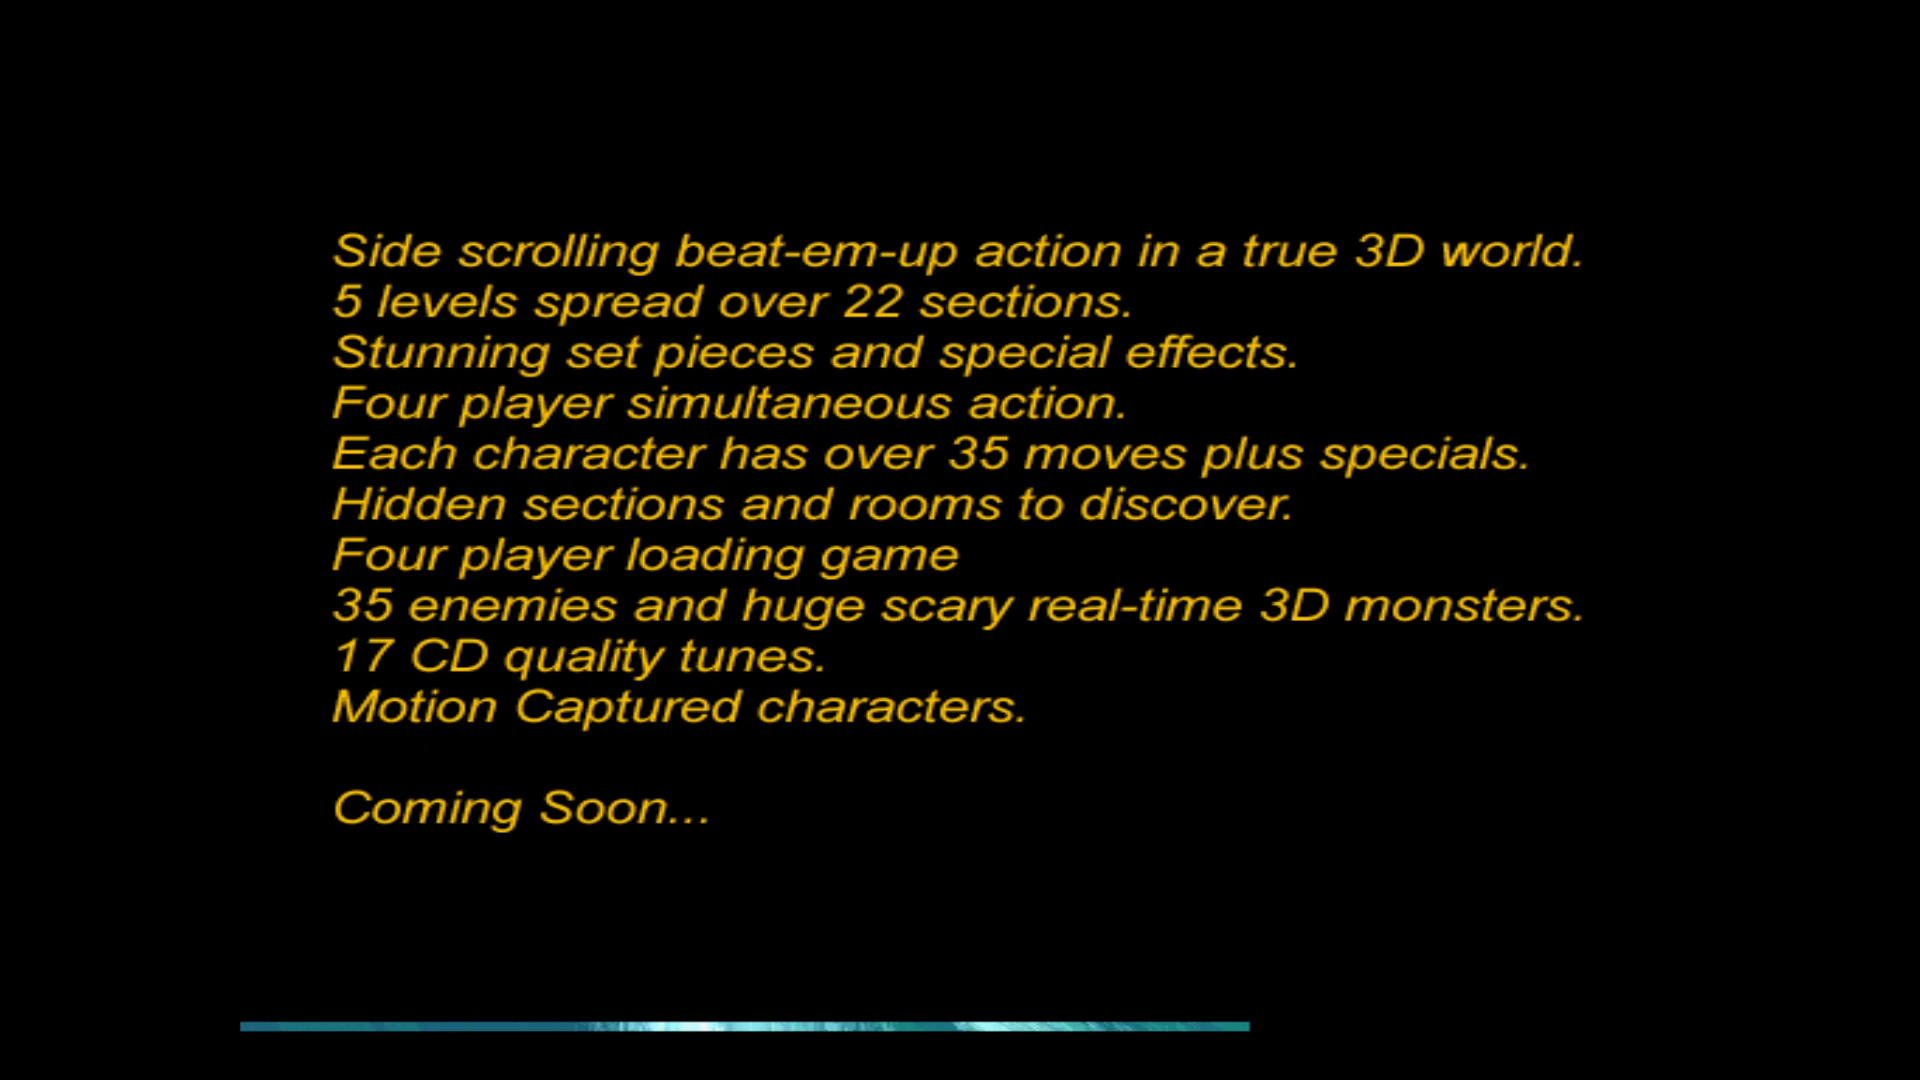 Side scrolling beat-em-up action in a true 3D world.
5 levels spread over 22 sections.
Stunning set pieces and special effects.
Four player simultaneous action.
Each character has over 35 moves plus specials.
Hidden sections and rooms to discover.
Four player loading game
35 enemies and huge scary real-time 3D monsters.
17 CD quality tunes.
Motion Captured characters.
Coming Soon...